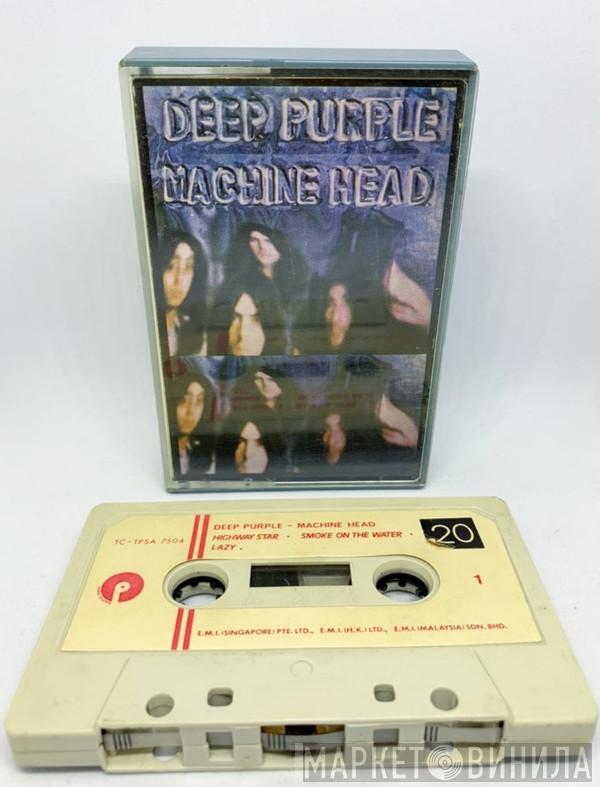 DEEP PURPLE
MACHINE HEAD
DEEP PURPLE - MACHINE HEAD
TC-TPSA 7504
HIGHWAY STAR · SMOKE ON THE WATER ·
LAZY .
20
1
E.M.I. (SINGAPORE) PTE. LTD., E.M.I. (H.K.) LTD., E.M.I. (MALAYSIA) SDN. BHD.
МАРКЕТ ВИНИЛА